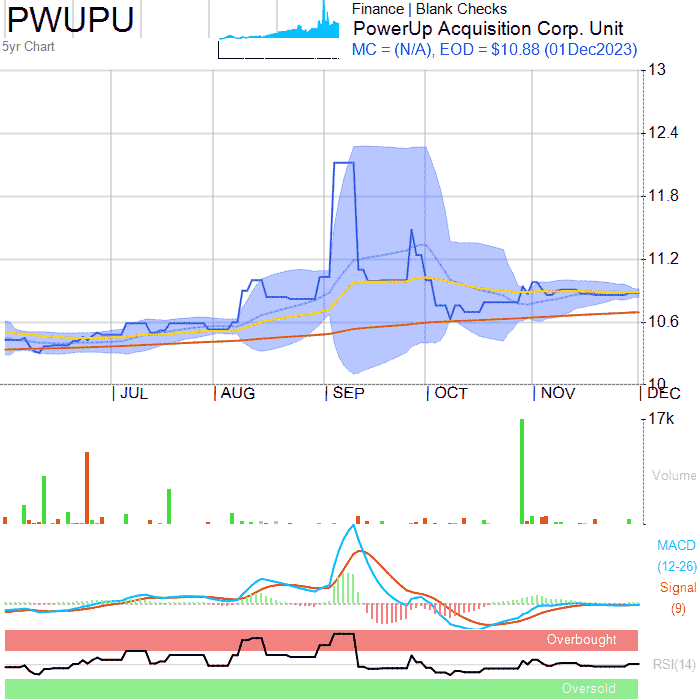 PWUPU
5yr Chart
Finance | Blank Checks
PowerUp Acquisition Corp. Unit
MC = (N/A), EOD = $10.88 (01Dec2023)
13
12.4
11.8
11.2
10.6
10
JUL
AUG
SEP
OCT
NOV
DEC
17k
Volume
MACD
(12-26)
Signal
(9)
Overbought
RSI(14)
Oversold